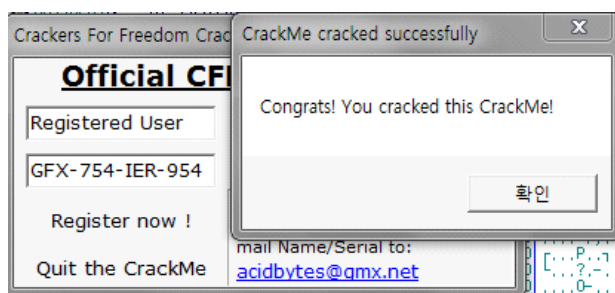 Crackers For Freedom Crac
CrackMe cracked successfully
Official CFF
Congrats! You cracked this CrackMe!
Registered User
GFX-754-IER-954
확인
Register now !
mail Name/Serial to:
Quit the CrackMe
acidbytes@gmx.net